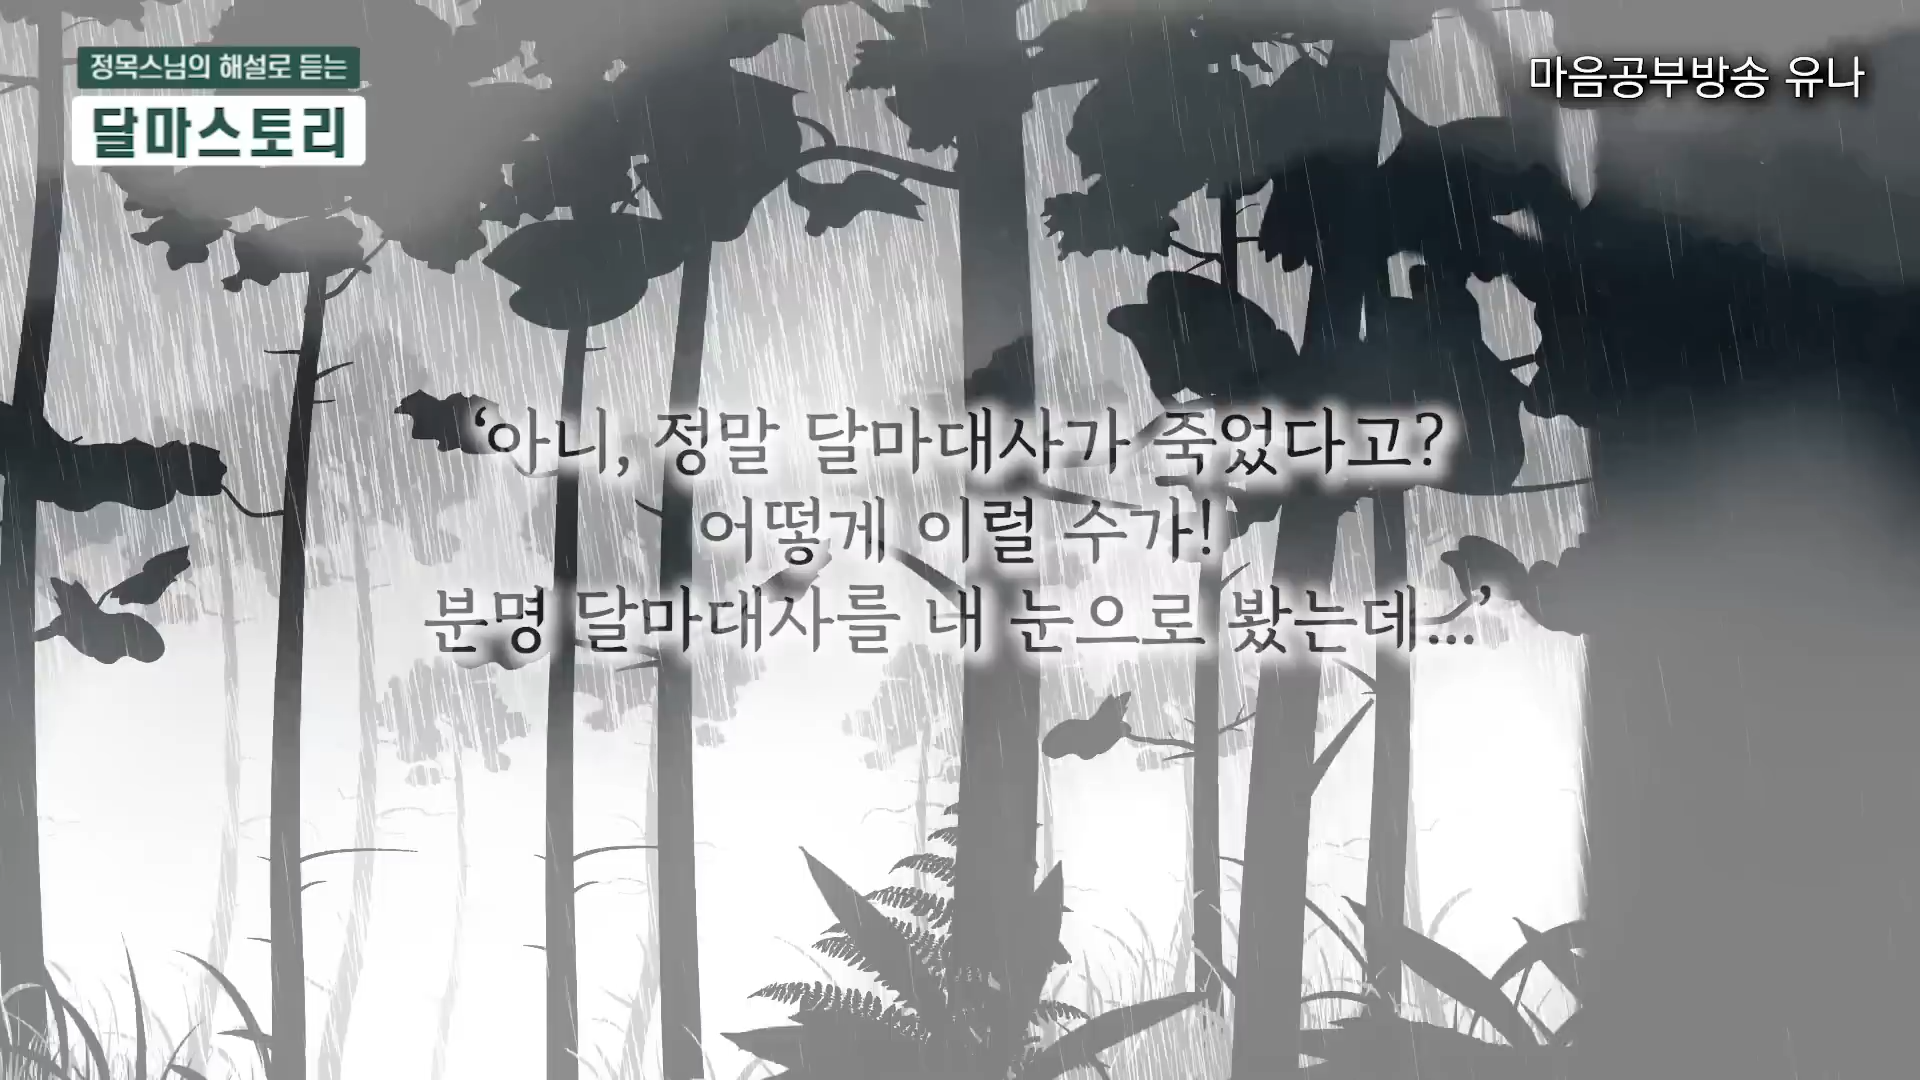 정목스님의 해설로 듣는
달마스토리
마음공부방송 유나
‘아니, 정말 달마대사가 죽었다고?
어떻게 이럴 수가!
분명 달마대사를 내 눈으로 봤는데...’